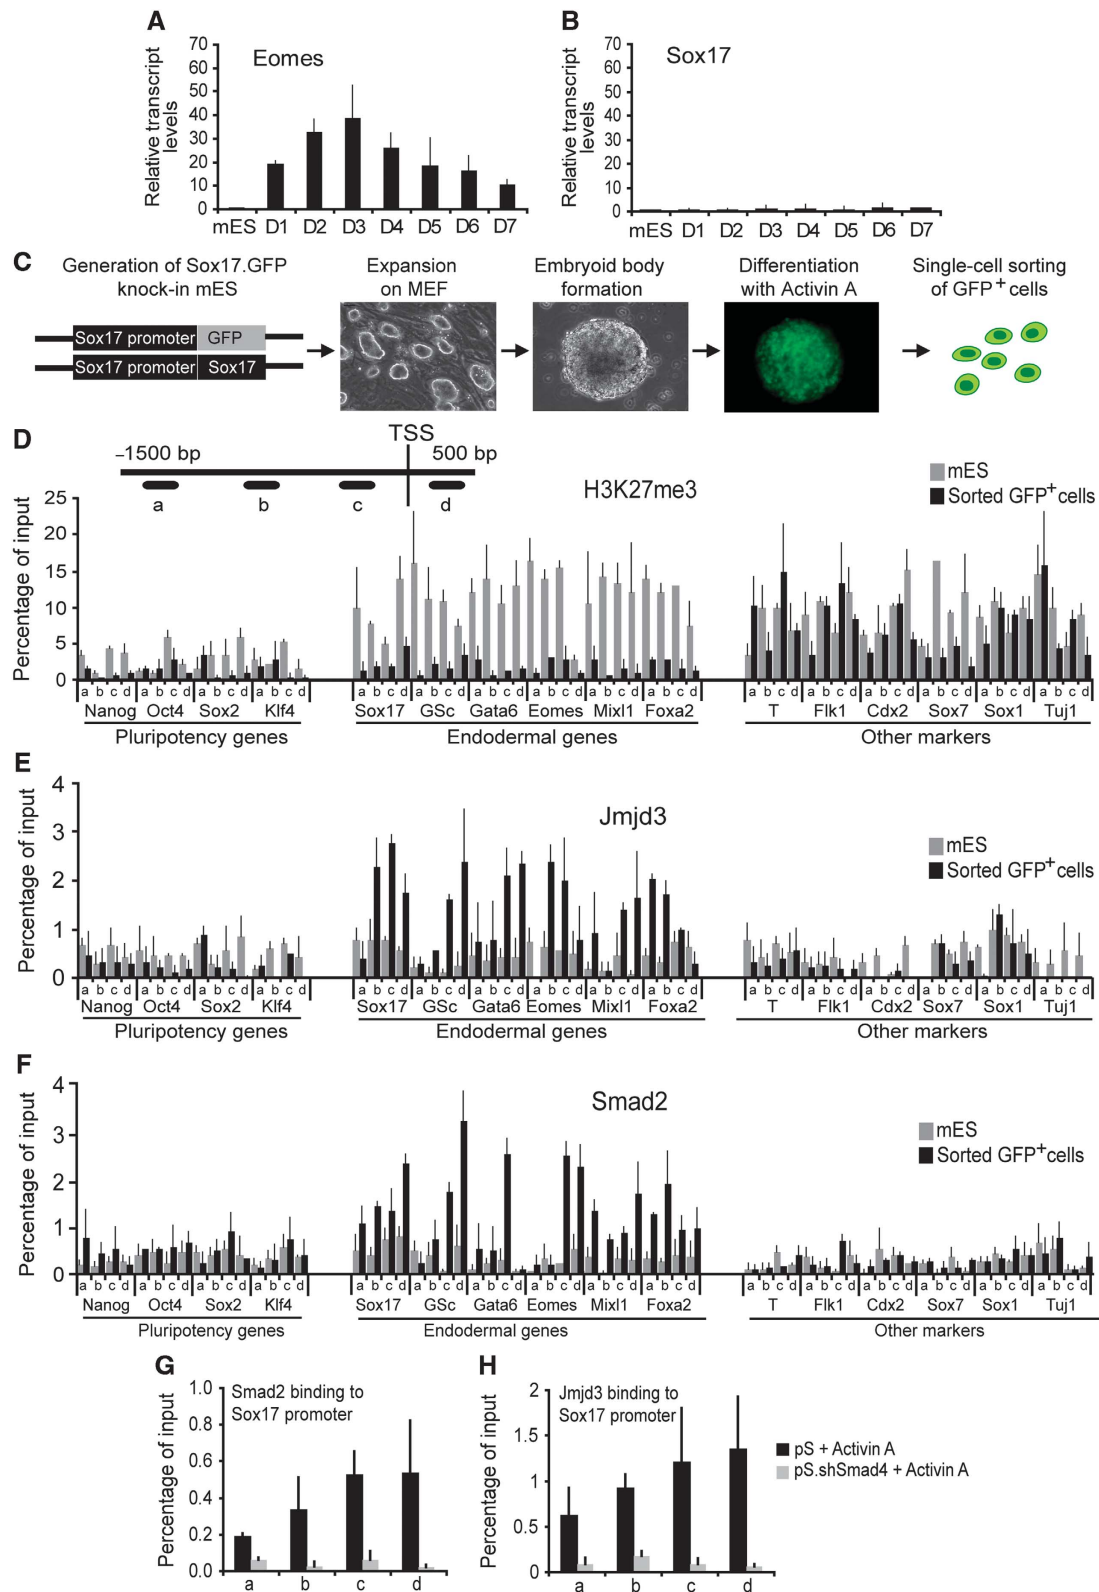 A
Eomes
Relative transcript levels
70
60
50
40
30
20
10
0
mES D1 D2 D3 D4 D5 D6 D7
B
Sox17
Relative transcript levels
70
60
50
40
30
20
10
0
mES D1 D2 D3 D4 D5 D6 D7
C
Generation of Sox17.GFP knock-in mES
Sox17 promoter GFP
Sox17 promoter Sox17
Expansion on MEF
Embryoid body formation
Differentiation with Activin A
Single-cell sorting of GFP+ cells
D
–1500 bp TSS 500 bp
a b c d
H3K27me3
mES
Sorted GFP+ cells
Percentage of input
25
20
15
10
5
0
a b c d a b c d a b c d a b c d
a b c d a b c d a b c d a b c d a b c d a b c d
a b c d a b c d a b c d a b c d a b c d a b c d
Nanog Oct4 Sox2 Klf4
Sox17 GSc Gata6 Eomes Mixl1 Foxa2
T Flk1 Cdx2 Sox7 Sox1 Tuj1
Pluripotency genes
Endodermal genes
Other markers
E
Jmjd3
mES
Sorted GFP+ cells
Percentage of input
4
3
2
1
0
a b c d a b c d a b c d a b c d
a b c d a b c d a b c d a b c d a b c d a b c d
a b c d a b c d a b c d a b c d a b c d a b c d
Nanog Oct4 Sox2 Klf4
Sox17 GSc Gata6 Eomes Mixl1 Foxa2
T Flk1 Cdx2 Sox7 Sox1 Tuj1
Pluripotency genes
Endodermal genes
Other markers
F
Smad2
mES
Sorted GFP+ cells
Percentage of input
4
3
2
1
0
a b c d a b c d a b c d a b c d
a b c d a b c d a b c d a b c d a b c d a b c d
a b c d a b c d a b c d a b c d a b c d a b c d
Nanog Oct4 Sox2 Klf4
Sox17 GSc Gata6 Eomes Mixl1 Foxa2
T Flk1 Cdx2 Sox7 Sox1 Tuj1
Pluripotency genes
Endodermal genes
Other markers
G
Smad2 binding to
Sox17 promoter
Percentage of input
1.0
0.8
0.6
0.4
0.2
0.0
a b c d
H
Jmjd3 binding to
Sox17 promoter
Percentage of input
2
1.5
1
0.5
0
a b c d
pS + Activin A
pS.shSmad4 + Activin A